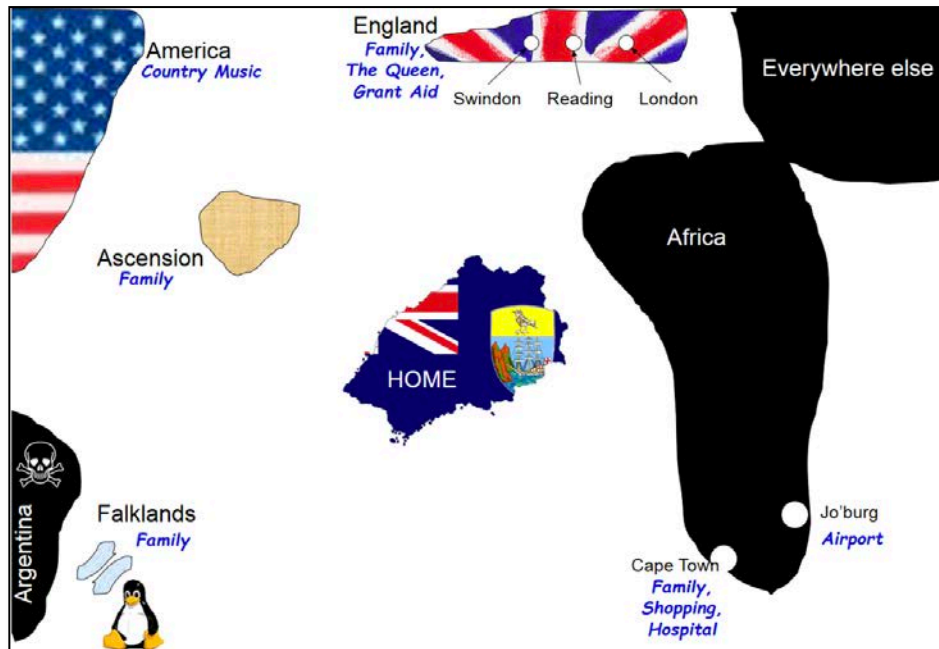 America
Country Music
England
Family,
The Queen,
Grant Aid
Swindon
Reading
London
Everywhere else
Africa
Ascension
Family
HOME
Argentina
Falklands
Family
Jo'burg
Airport
Cape Town
Family,
Shopping,
Hospital